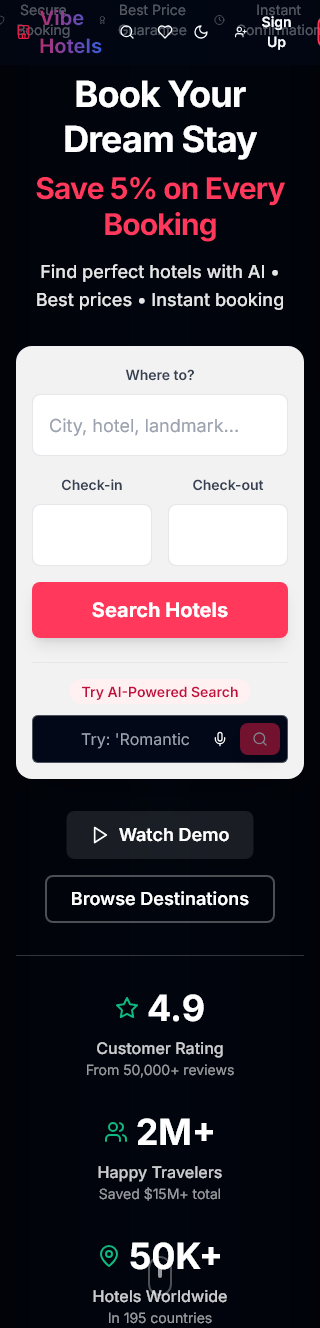 Secure Booking
Best Price Guarantee
Instant Confirmation
Vibe Hotels
Sign Up
Book Your
Dream Stay
Save 5% on Every
Booking
Find perfect hotels with AI •
Best prices • Instant booking
Where to?
City, hotel, landmark...
Check-in
Check-out
Search Hotels
Try AI-Powered Search
Try: 'Romantic
Watch Demo
Browse Destinations
4.9
Customer Rating
From 50,000+ reviews
2M+
Happy Travelers
Saved $15M+ total
50K+
Hotels Worldwide
In 195 countries